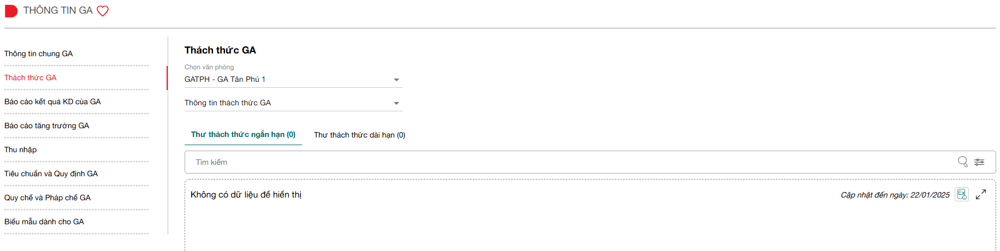 THÔNG TIN GA
Thông tin chung GA
Thách thức GA
Báo cáo kết quả KD của GA
Báo cáo tăng trưởng GA
Thu nhập
Tiêu chuẩn và Quy định GA
Quy chế và Pháp chế GA
Biểu mẫu dành cho GA
Thách thức GA
Chọn văn phòng
GATPH - GA Tân Phú 1
Thông tin thách thức GA
Thư thách thức ngắn hạn (0) Thư thách thức dài hạn (0)
Tìm kiếm
Không có dữ liệu để hiển thị Cập nhật đến ngày: 22/01/2025 Ex